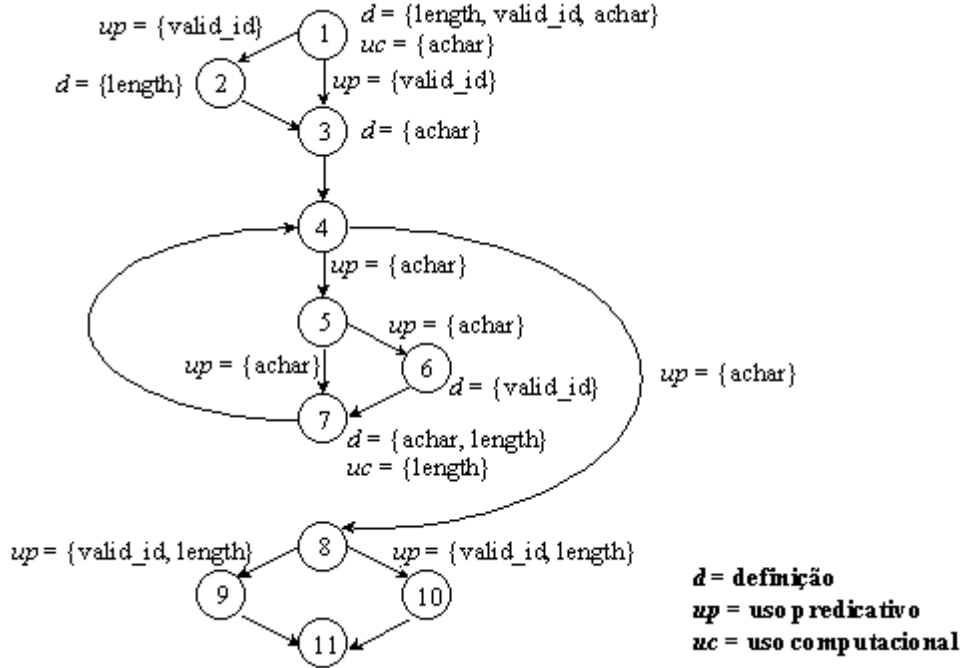 d = {length, valid_id, achar}
up = {valid_id}
1
uc = {achar}
d = {length}
2
up = {valid_id}
3
d = {achar}
4
up = {achar}
5
up = {achar}
up = {achar}
6
up = {achar}
d = {valid_id}
7
d = {achar, length}
uc = {length}
8
up = {valid_id, length}
up = {valid_id, length}
9
10
11
d = definição
up = uso predicativo
uc = uso computacional